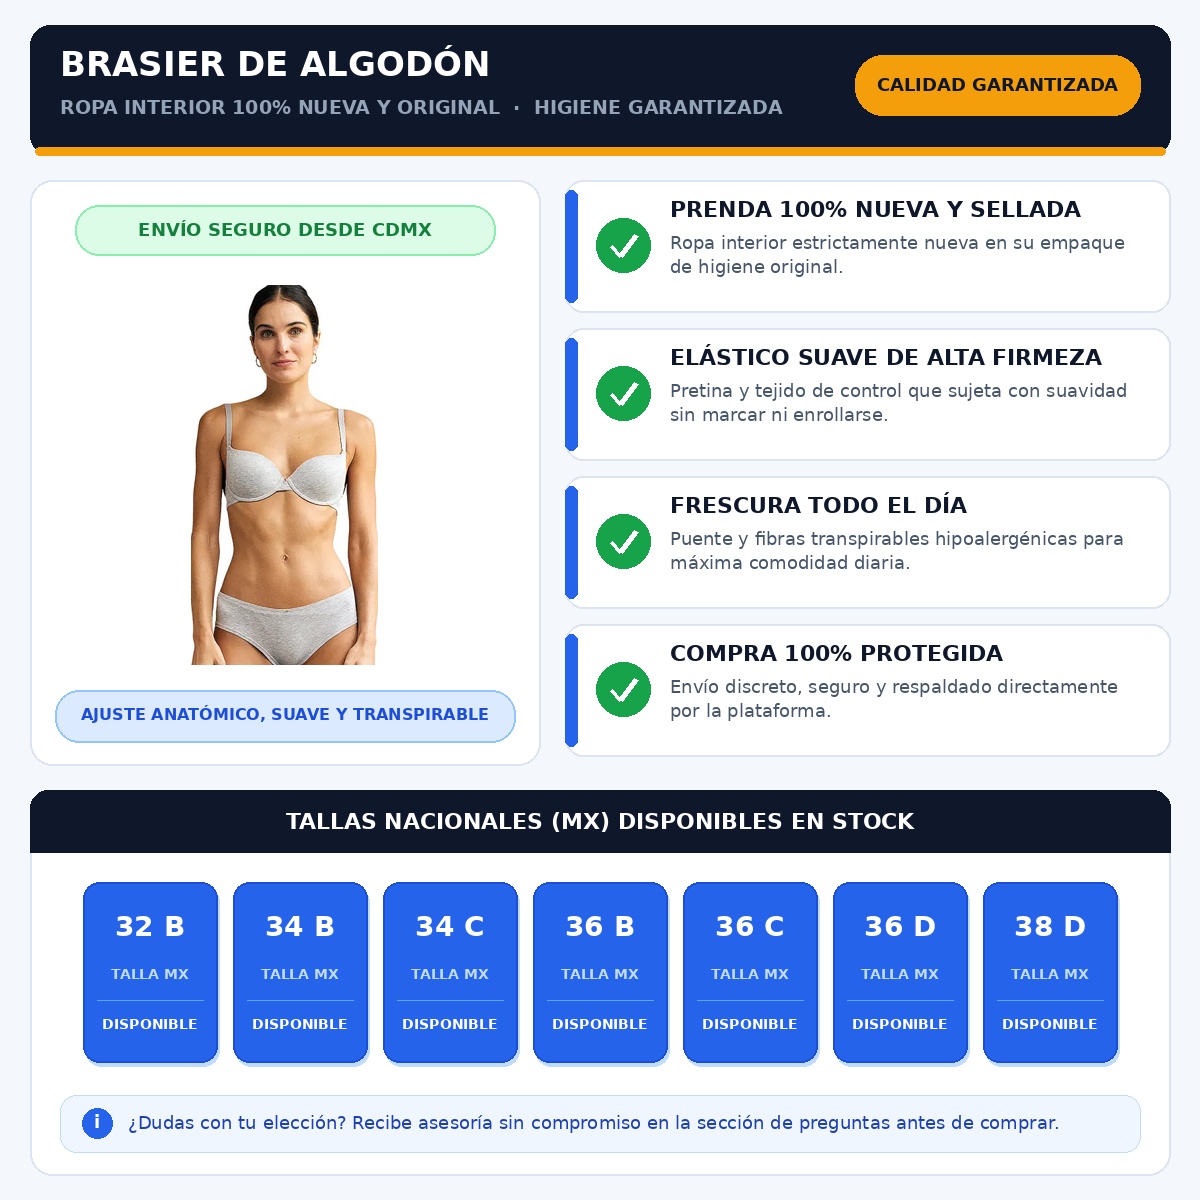 BRASIER DE ALGODÓN
ROPA INTERIOR 100% NUEVA Y ORIGINAL · HIGIENE GARANTIZADA
CALIDAD GARANTIZADA
ENVÍO SEGURO DESDE CDMX
AJUSTE ANATÓMICO, SUAVE Y TRANSPIRABLE
PRENDA 100% NUEVA Y SELLADA
Ropa interior estrictamente nueva en su empaque
de higiene original.
ELÁSTICO SUAVE DE ALTA FIRMEZA
Pretina y tejido de control que sujeta con suavidad
sin marcar ni enrollarse.
FRESCURA TODO EL DÍA
Puente y fibras transpirables hipoalergénicas para
máxima comodidad diaria.
COMPRA 100% PROTEGIDA
Envío discreto, seguro y respaldado directamente
por la plataforma.
TALLAS NACIONALES (MX) DISPONIBLES EN STOCK
32 B
TALLA MX
DISPONIBLE
34 B
TALLA MX
DISPONIBLE
34 C
TALLA MX
DISPONIBLE
36 B
TALLA MX
DISPONIBLE
36 C
TALLA MX
DISPONIBLE
36 D
TALLA MX
DISPONIBLE
38 D
TALLA MX
DISPONIBLE
i ¿Dudas con tu elección? Recibe asesoría sin compromiso en la sección de preguntas antes de comprar.